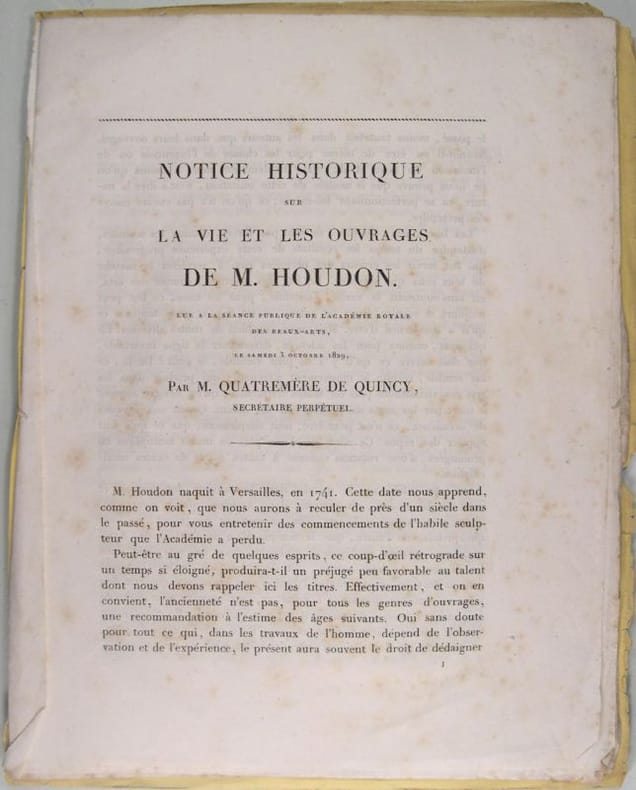 NOTICE HISTORIQUE
SUR
LA VIE ET LES OUVRAGES
DE M. HOUDON.
LUE A LA SÉANCE PUBLIQUE DE L'ACADÉMIE ROYALE
DES BEAUX-ARTS,
LE SAMEDI 3 OCTOBRE 1829,
PAR M. QUATREMÈRE DE QUINCY,
SECRÉTAIRE PERPÉTUEL.
M. Houdon naquit à Versailles, en 1741. Cette date nous apprend,
comme on voit, que nous aurons à reculer de près d'un siècle dans
le passé, pour vous entretenir des commencements de l'habile sculp-
teur que l'Académie a perdu.
Peut-être au gré de quelques esprits, ce coup-d'œil rétrograde sur
un temps si éloigné, produira-t-il un préjugé peu favorable au talent
dont nous devons rappeler ici les titres. Effectivement, et on en
convient, l'ancienneté n'est pas, pour tous les genres d'ouvrages,
une recommandation à l'estime des âges suivants. Oui sans doute
pour tout ce qui, dans les travaux de l'homme, dépend de l'obser-
vation et de l'expérience, le présent aura souvent le droit de dédaigner
1